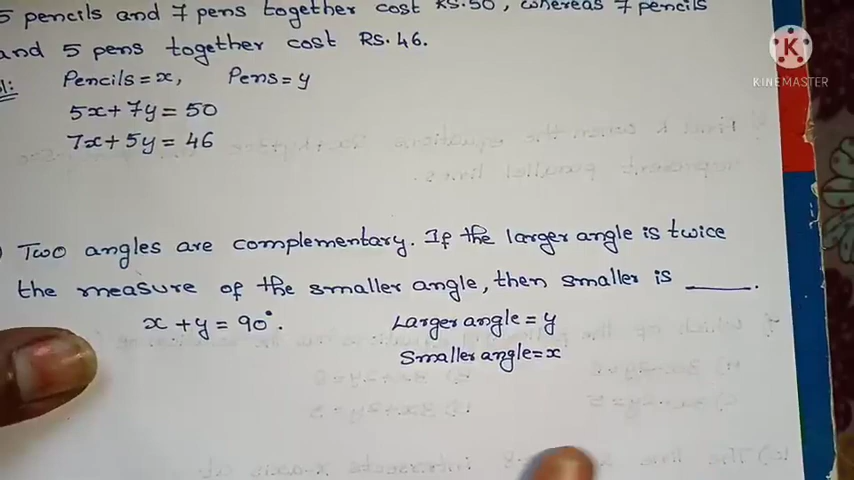 5 pencils and 7 pens together cost Rs.50, whereas 7 pencils
and 5 pens together cost Rs.46.
Pencils = x, Pens = y
5x + 7y = 50
7x + 5y = 46
Two angles are complementary. If the larger angle is twice
the measure of the smaller angle, then smaller is ______.
x + y = 90°.
Larger angle = y
Smaller angle = x
K
KINEMASTER